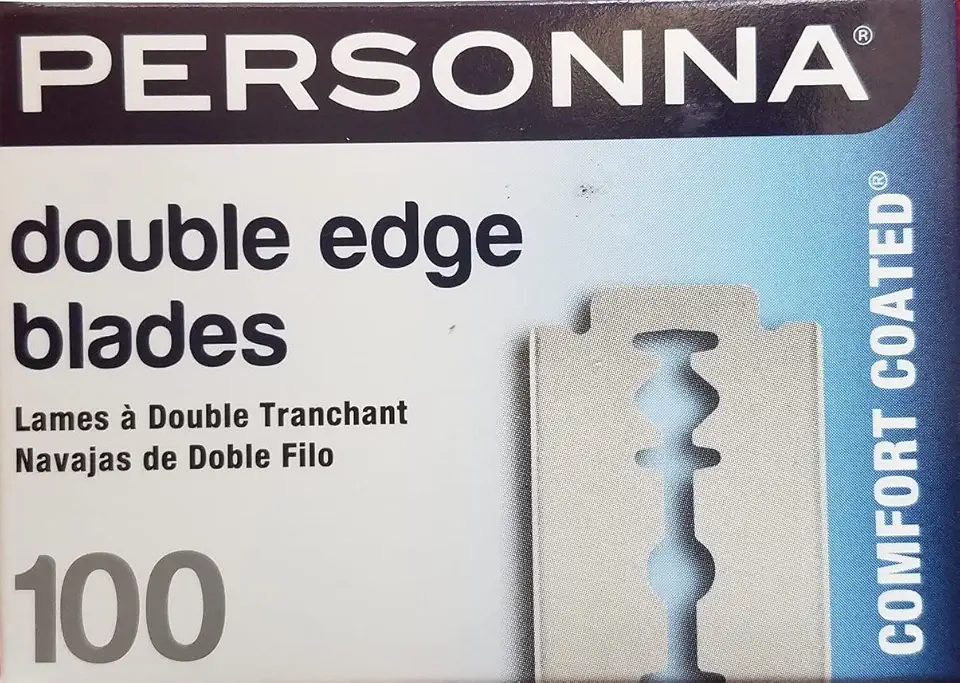 PERSONNA®
double edge
blades
Lames à Double Tranchant
Navajas de Doble Filo
100
COMFORT COATED®